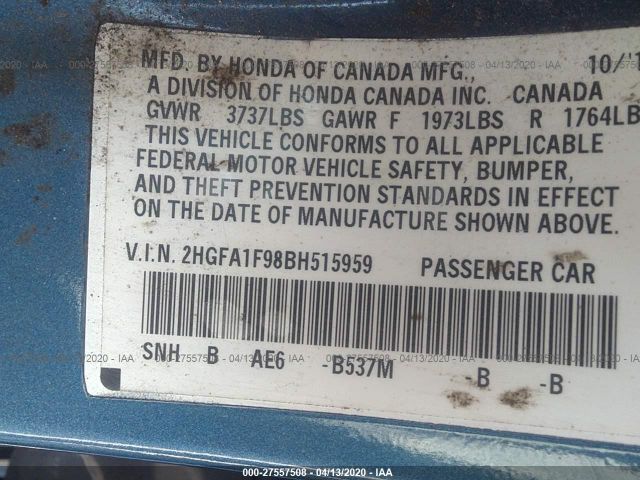 MFD. BY HONDA OF CANADA MFG., 10/'1
A DIVISION OF HONDA CANADA INC. CANADA
GVWR 3737LBS GAWR F 1973LBS R 1764LB
THIS VEHICLE CONFORMS TO ALL APPLICABLE
FEDERAL MOTOR VEHICLE SAFETY, BUMPER,
AND THEFT PREVENTION STANDARDS IN EFFECT
ON THE DATE OF MANUFACTURE SHOWN ABOVE.
V.I.N. 2HGFA1F98BH515959 PASSENGER CAR
SNH B AE6 -B537M -B -B
000-27557508 - 04/13/2020 - IAA